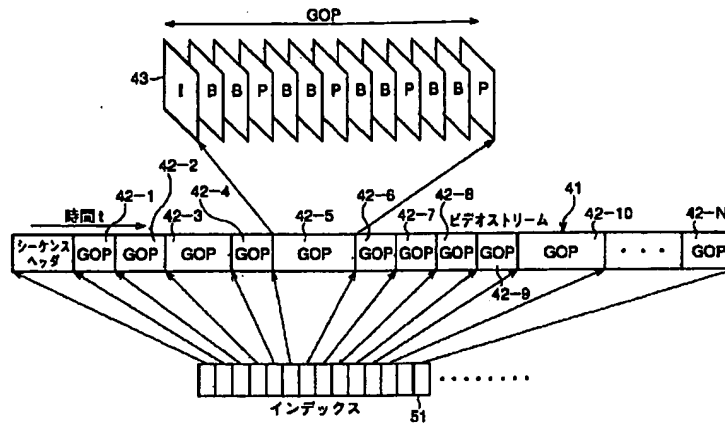 GOP
43
I B B P B B P B B P B B P
42-1 42-2 42-3 42-4 42-5 42-6 42-7 42-8 ビデオストリーム 41 42-10 42-N
時間t
シーケンスヘッダ GOP GOP GOP GOP GOP GOP GOP GOP GOP GOP ・・・ GOP
42-9
インデックス
51
・・・・・・・・